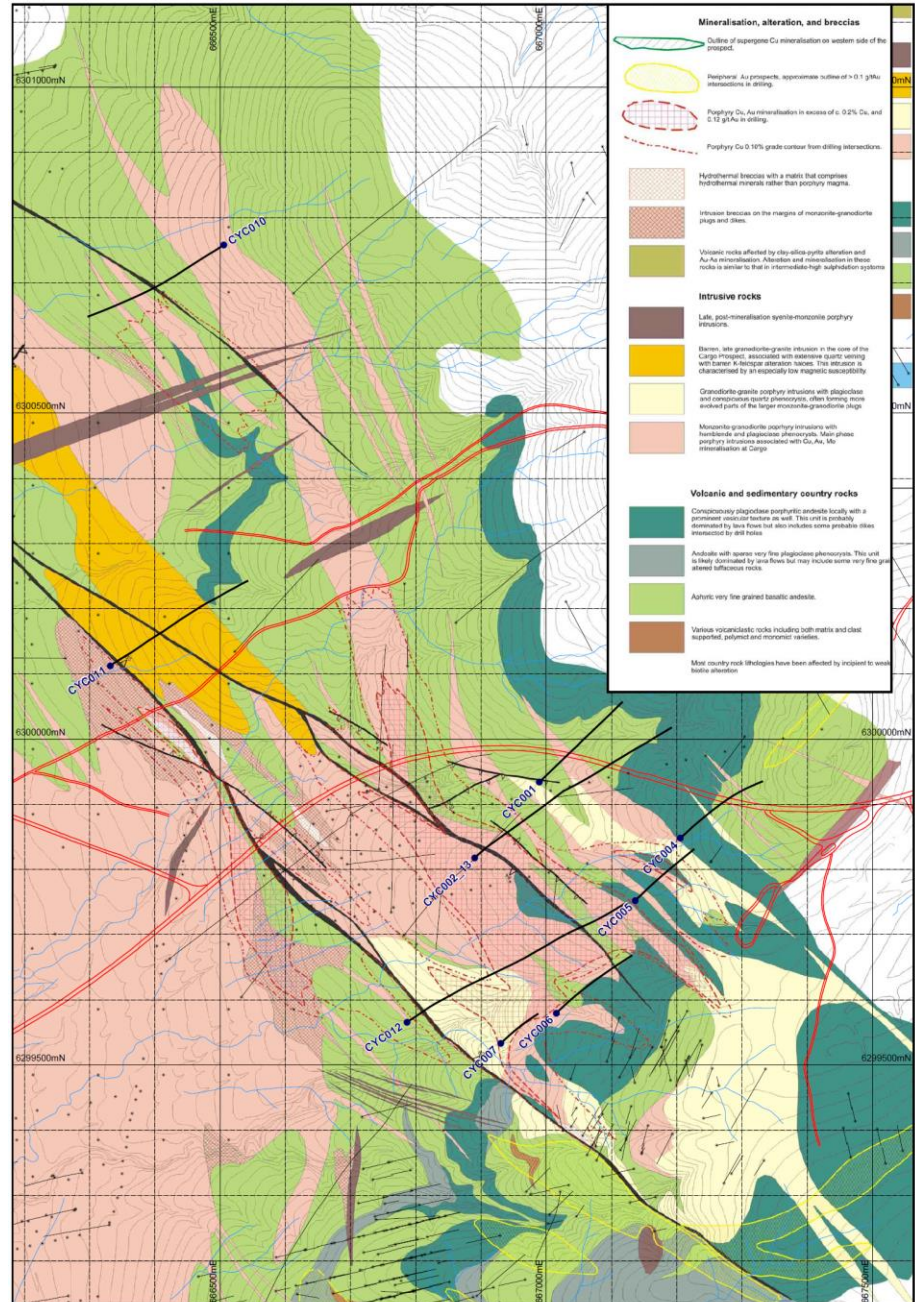 666500mE
667000mE
6301000mN
0mN
CYC010
6300500mN
0mN
CYC011
6300000mN
6300000mN
CYC001
CYC004
CYC002_13
CYC005
CYC012
CYC006
CYC007
6299500mN
6299500mN
666500mE
667000mE
667500mE
Mineralisation, alteration, and breccias
Outline of supergene Cu mineralisation on western side of the
prospect.
Peripheral Au prospects, approximate outline of > 0.1 g/tAu
intersections in drilling.
Porphyry Cu, Au mineralisation in excess of c. 0.2% Cu, and
0.12 g/t Au in drilling.
Porphyry Cu 0.10% grade contour from drilling intersections.
Hydrothermal breccias with a matrix that comprises
hydrothermal minerals rather than porphyry magma.
Intrusion breccias on the margins of monzonite-granodiorite
plugs and dikes.
Volcanic rocks affected by clay-silica-pyrite alteration and
Au-As mineralisation. Alteration and mineralisation in these
rocks is similar to that in intermediate-high sulphidation systems
Intrusive rocks
Late, post-mineralisation syenite-monzonite porphyry
intrusions.
Barren, late granodiorite-granite intrusion in the core of the
Cargo Prospect, associated with extensive quartz veining
with barren K-feldspar alteration haloes. This intrusion is
characterised by an especially low magnetic susceptibility
Granodiorite-granite porphyry intrusions with plagioclase
and conspicuous quartz phenocrysts, often forming more
evolved parts of the larger monzonite-granodiorite plugs
Monzonite-granodiorite porphyry intrusions with
hornblende and plagioclase phenocrysts. Main phase
porphyry intrusions associated with Cu, Au, Mo
mineralisation at Cargo
Volcanic and sedimentary country rocks
Conspicuously plagioclase porphyritic andesite locally with a
prominent vesicular texture as well. This unit is probably
dominated by lava flows but also includes some probable dikes
intersected by drill holes
Andesite with sparse very fine plagioclase phenocrysts. This unit
is likely dominated by lava flows but may include some very fine grai
altered tuffaceous rocks.
Aphyric very fine grained basaltic andesite.
Various volcaniclastic rocks including both matrix and clast
supported, polymict and monomict varieties.
Most country rock lithologies have been affected by incipient to weak
biotite alteration